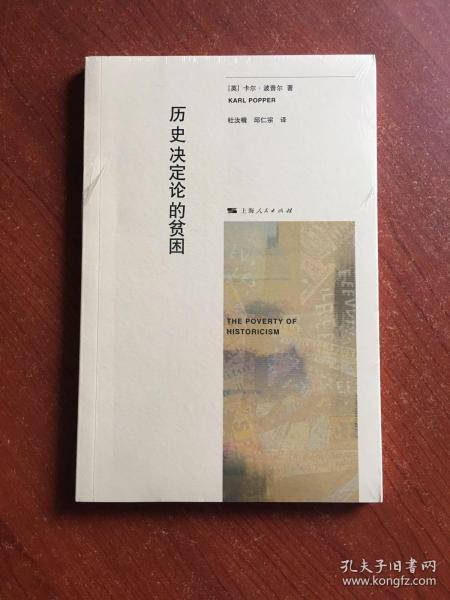 [英] 卡尔·波普尔 著
KARL POPPER
杜汝楫 邱仁宗 译
历史决定论的贫困
上海人民出版社
THE POVERTY OF
HISTORICISM
孔夫子旧书网
www.kongfz.com